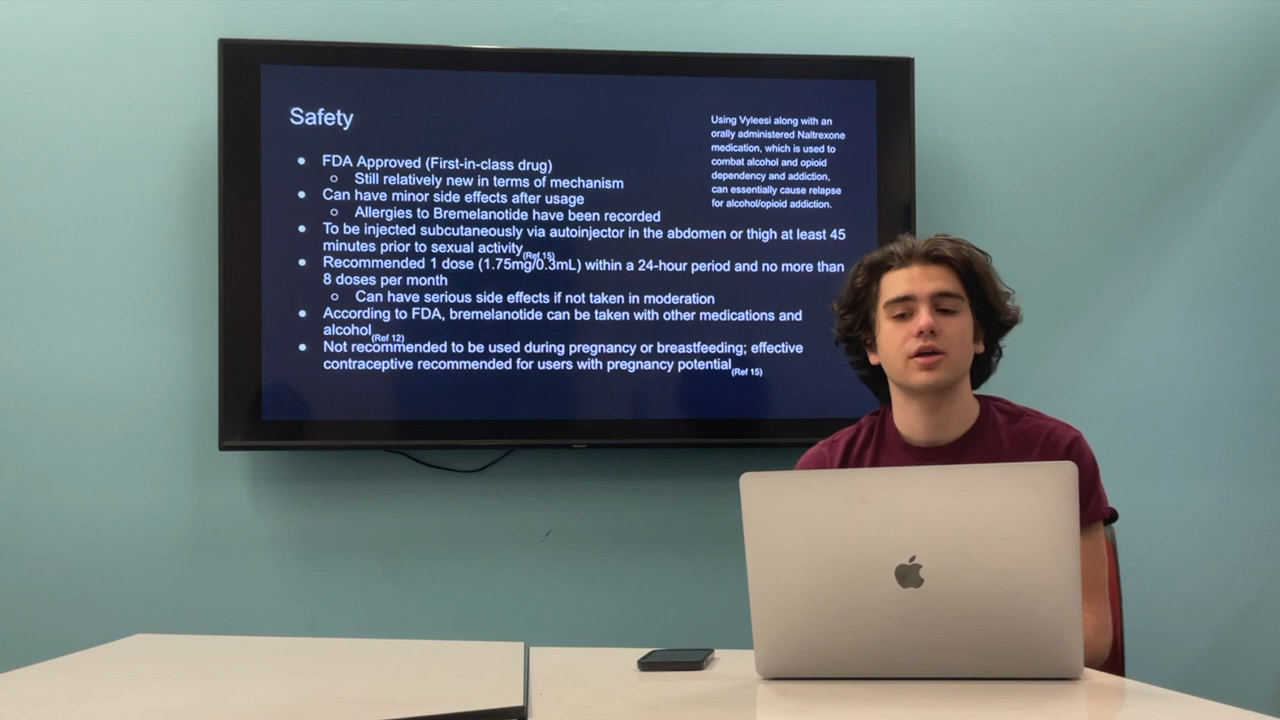 Safety
Using Vyleesi along with an
orally administered Naltrexone
medication, which is used to
combat alcohol and opioid
dependency and addiction,
can essentially cause relapse
for alcohol/opioid addiction.
● FDA Approved (First-in-class drug)
○ Still relatively new in terms of mechanism
● Can have minor side effects after usage
○ Allergies to Bremelanotide have been recorded
● To be injected subcutaneously via autoinjector in the abdomen or thigh at least 45
minutes prior to sexual activity(Ref 15)
● Recommended 1 dose (1.75mg/0.3mL) within a 24-hour period and no more than
8 doses per month
○ Can have serious side effects if not taken in moderation
● According to FDA, bremelanotide can be taken with other medications and
alcohol(Ref 12)
● Not recommended to be used during pregnancy or breastfeeding; effective
contraceptive recommended for users with pregnancy potential(Ref 15)